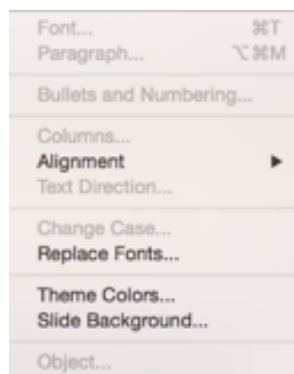 Font... ⌘T
Paragraph... ⌥⌘M
Bullets and Numbering...
Columns...
Alignment ▶
Text Direction...
Change Case...
Replace Fonts...
Theme Colors...
Slide Background...
Object...